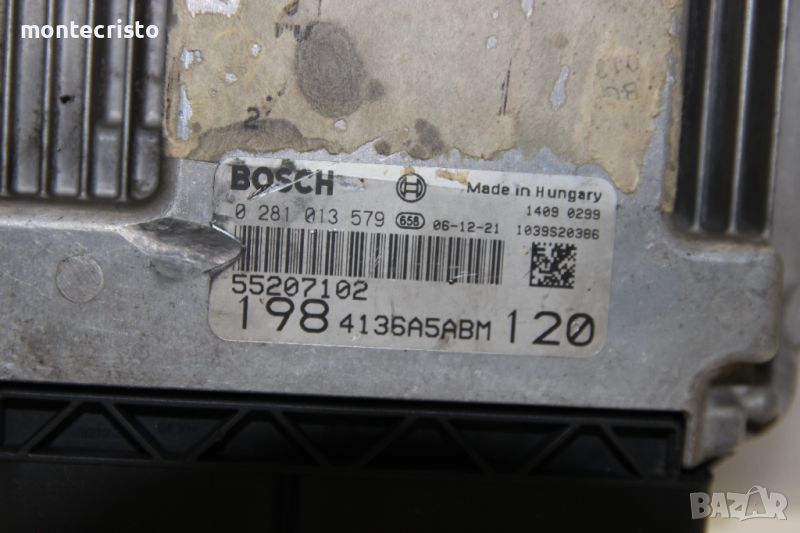 montecristo
2
BOSCH
Made in Hungary
0 281 013 579 658 06-12-21
1409 0299
1039S20386
55207102
198 4136A5ABM 120
BAZAR